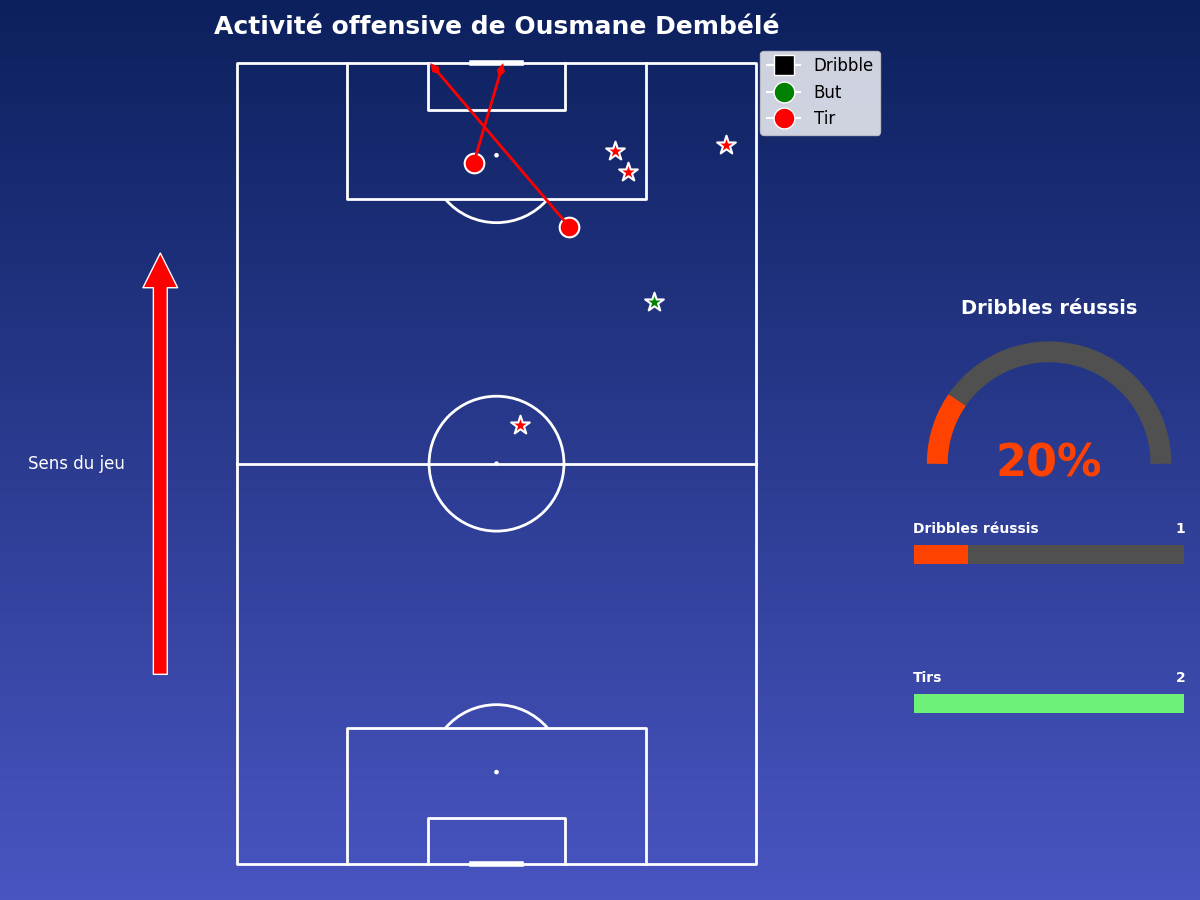 Activité offensive de Ousmane Dembélé
Dribble
But
Tir
Dribbles réussis
Sens du jeu
20%
Dribbles réussis 1
Tirs 2